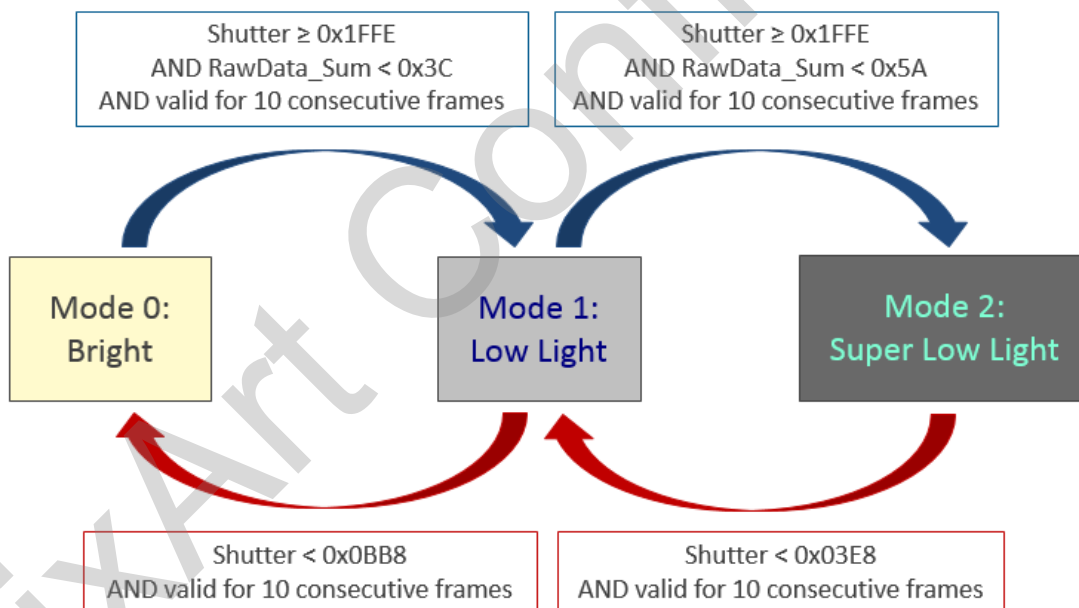 Shutter ≥ 0x1FFE
AND RawData_Sum < 0x3C
AND valid for 10 consecutive frames
Shutter ≥ 0x1FFE
AND RawData_Sum < 0x5A
AND valid for 10 consecutive frames
Mode 0:
Bright
Mode 1:
Low Light
Mode 2:
Super Low Light
Shutter < 0x0BB8
AND valid for 10 consecutive frames
Shutter < 0x03E8
AND valid for 10 consecutive frames